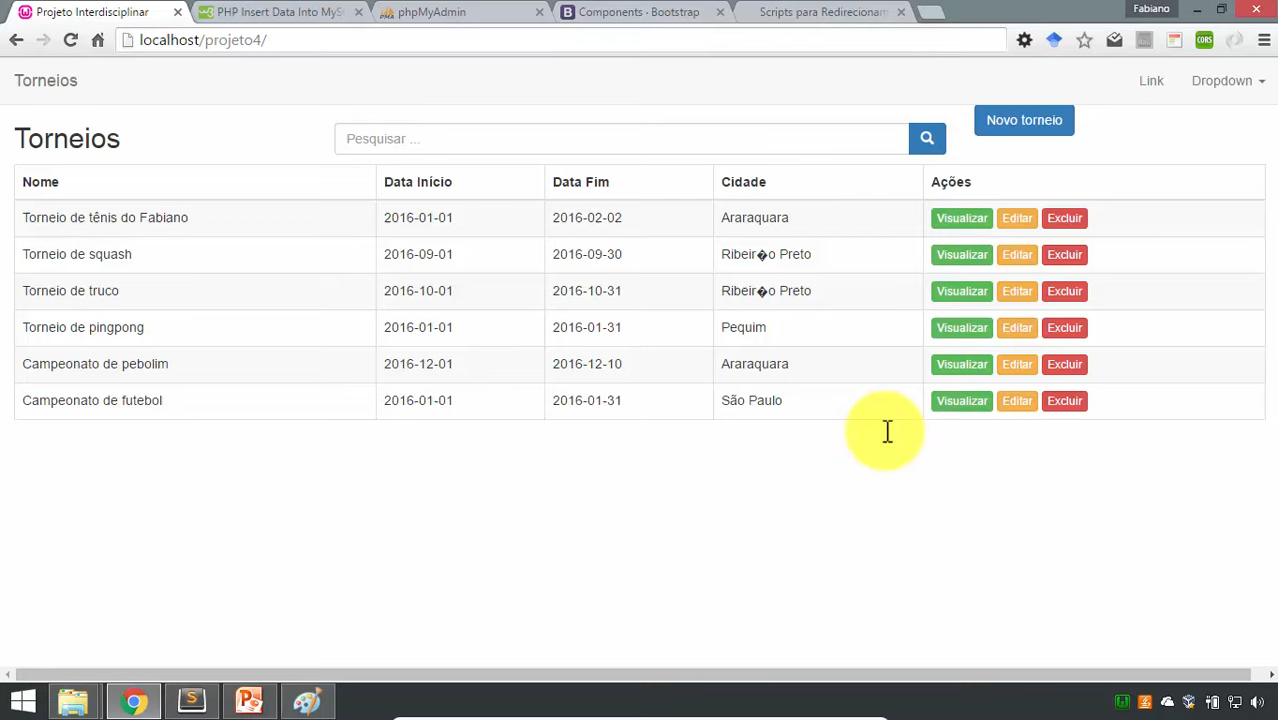 Projeto Interdisciplinar
PHP Insert Data Into MyS
phpMyAdmin
Components · Bootstrap
Scripts para Redirecionam
Fabiano
localhost/projeto4/
CORS
Torneios
Link
Dropdown
Torneios
Pesquisar ...
Novo torneio
Nome Data Início Data Fim Cidade Ações
Torneio de tênis do Fabiano 2016-01-01 2016-02-02 Araraquara Visualizar Editar Excluir
Torneio de squash 2016-09-01 2016-09-30 Ribeir�o Preto Visualizar Editar Excluir
Torneio de truco 2016-10-01 2016-10-31 Ribeir�o Preto Visualizar Editar Excluir
Torneio de pingpong 2016-01-01 2016-01-31 Pequim Visualizar Editar Excluir
Campeonato de pebolim 2016-12-01 2016-12-10 Araraquara Visualizar Editar Excluir
Campeonato de futebol 2016-01-01 2016-01-31 São Paulo Visualizar Editar Excluir